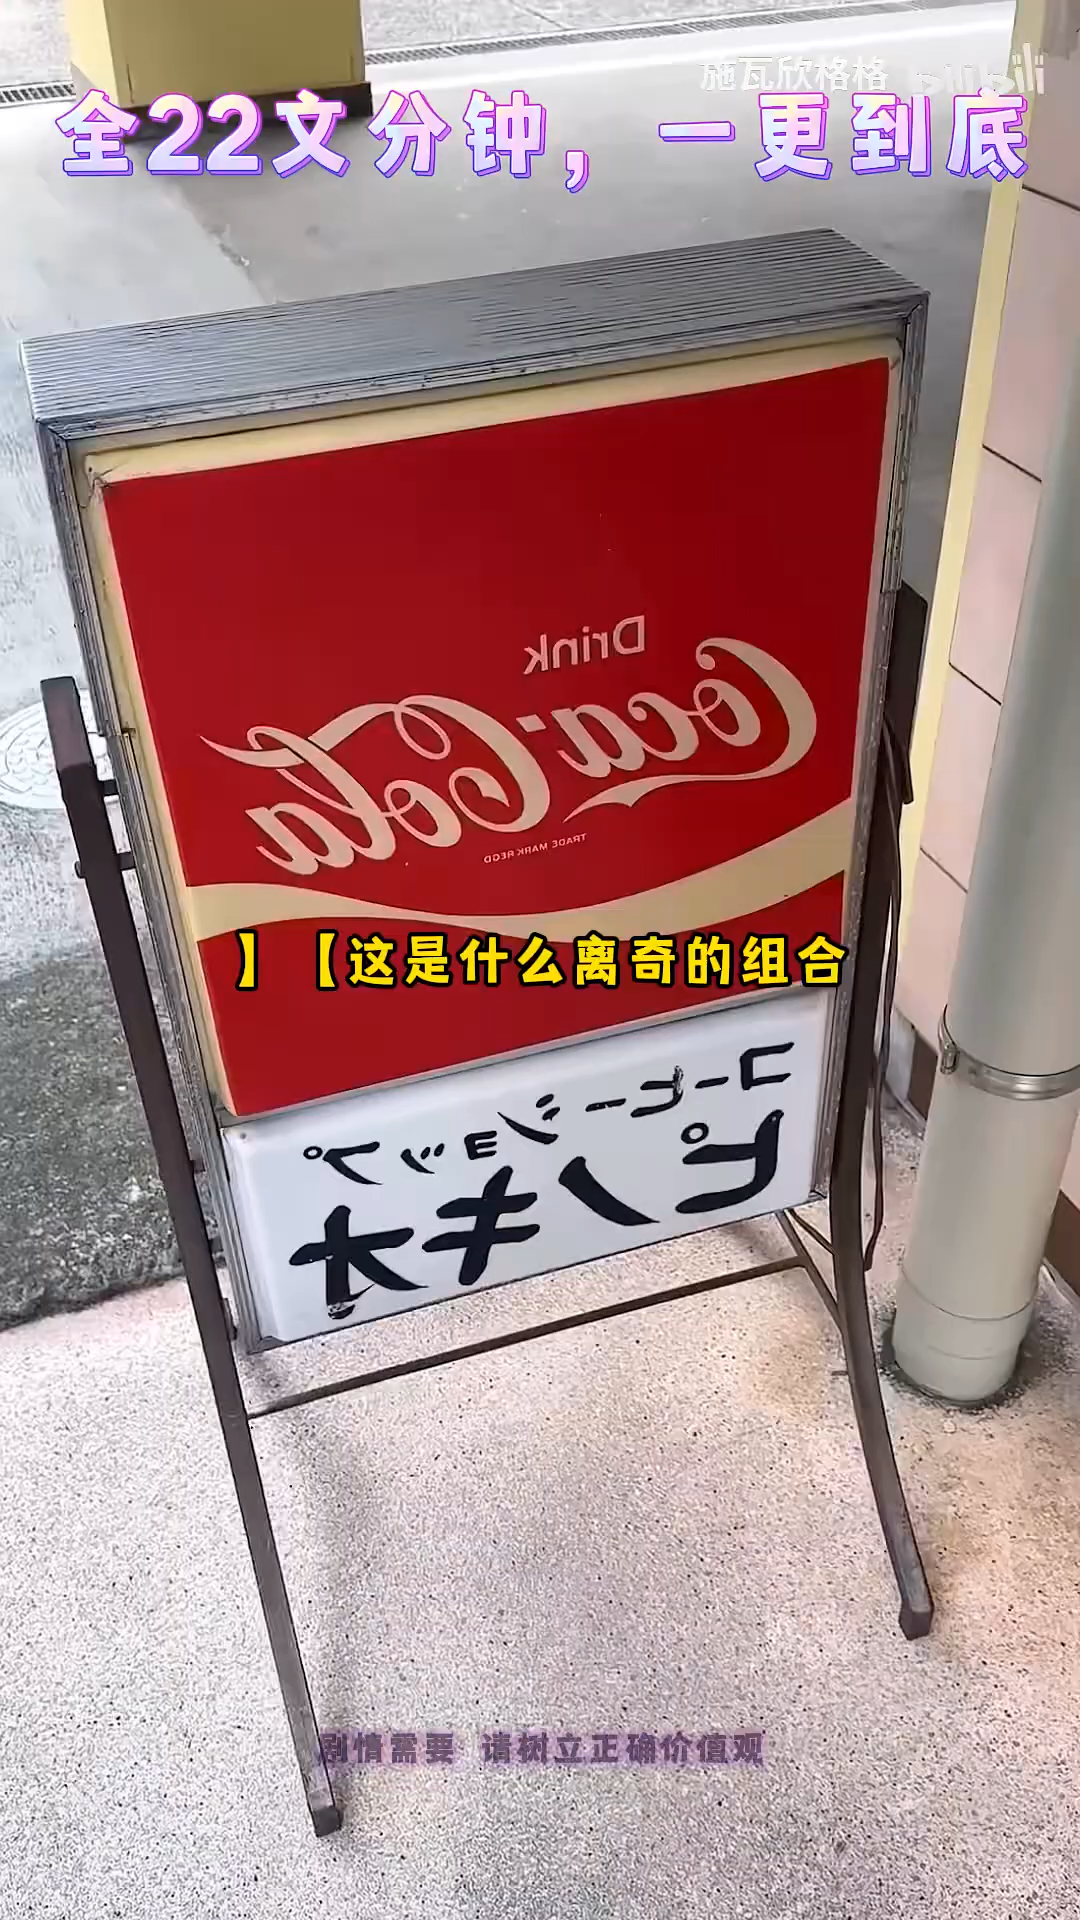 施瓦欣格格 bilibili
全22文分钟，一更到底
Drink
Coca-Cola
TRADE MARK REGD
】【这是什么离奇的组合
コーヒーショップ
ピノキオ
剧情需要 请树立正确价值观